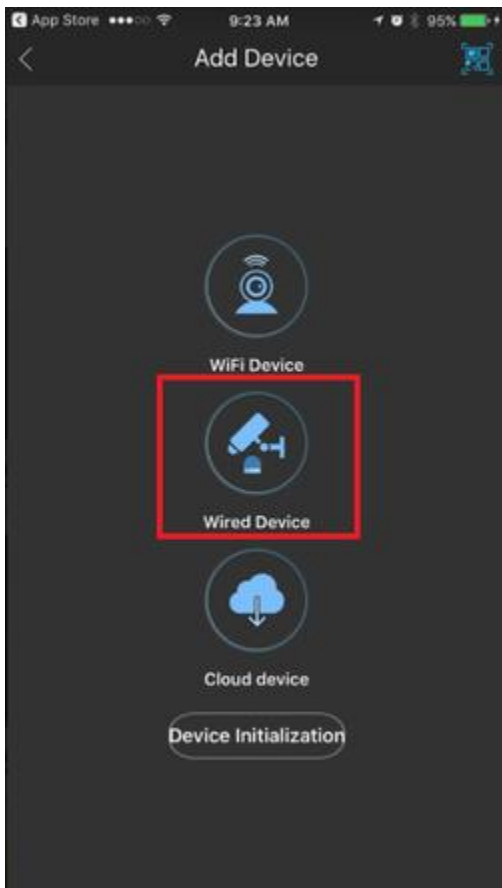 App Store 9:23 AM 95%
Add Device
WiFi Device
Wired Device
Cloud device
Device Initialization